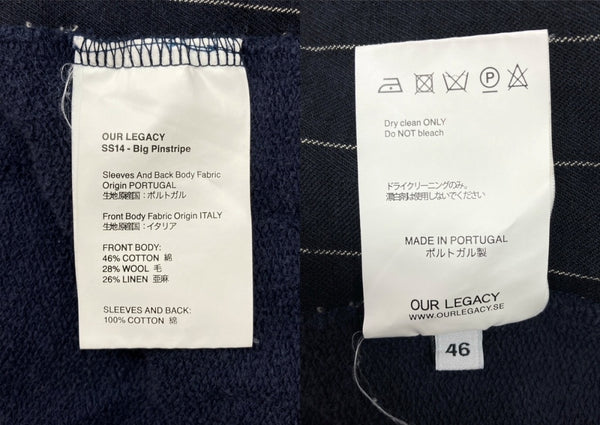 OUR LEGACY
SS14 - Big Pinstripe
Sleeves And Back Body Fabric
Origin PORTUGAL
生地原産国：ポルトガル
Front Body Fabric Origin ITALY
生地原産国：イタリア
FRONT BODY:
46% COTTON 綿
28% WOOL 毛
26% LINEN 亜麻
SLEEVES AND BACK:
100% COTTON 綿
P
Dry clean ONLY
Do NOT bleach
ドライクリーニングのみ。
漂白剤は使用しないでください
MADE IN PORTUGAL
ポルトガル製
OUR LEGACY
WWW.OURLEGACY.SE
46